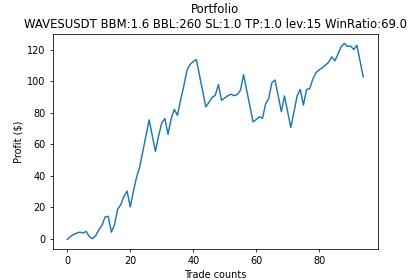 Portfolio
WAVESUSDT BBM:1.6 BBL:260 SL:1.0 TP:1.0 lev:15 WinRatio:69.0
120
100
80
60
40
20
0
Profit ($)
0 20 40 60 80
Trade counts